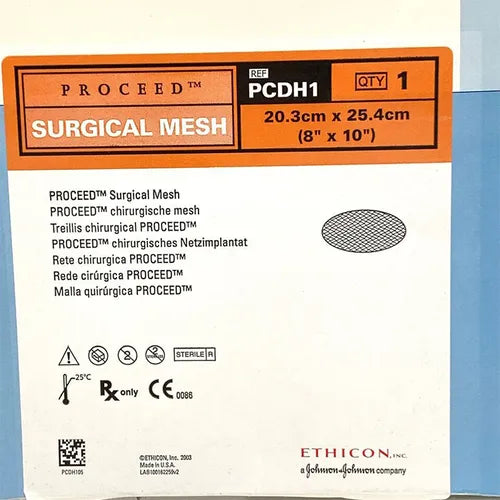 PROCEED™
SURGICAL MESH
REF
PCDH1
QTY 1
20.3cm x 25.4cm
(8" x 10")
PROCEED™ Surgical Mesh
PROCEED™ chirurgische mesh
Treillis chirurgical PROCEED™
PROCEED™ chirurgisches Netzimplantat
Rete chirurgica PROCEED™
Rede cirúrgica PROCEED™
Malla quirúrgica PROCEED™
STERILE R
25°C
Rx only
CE 0086
PCDH105
©ETHICON, Inc. 2003
Made in U.S.A.
LAB100162259v2
ETHICON, INC.
a Johnson & Johnson company